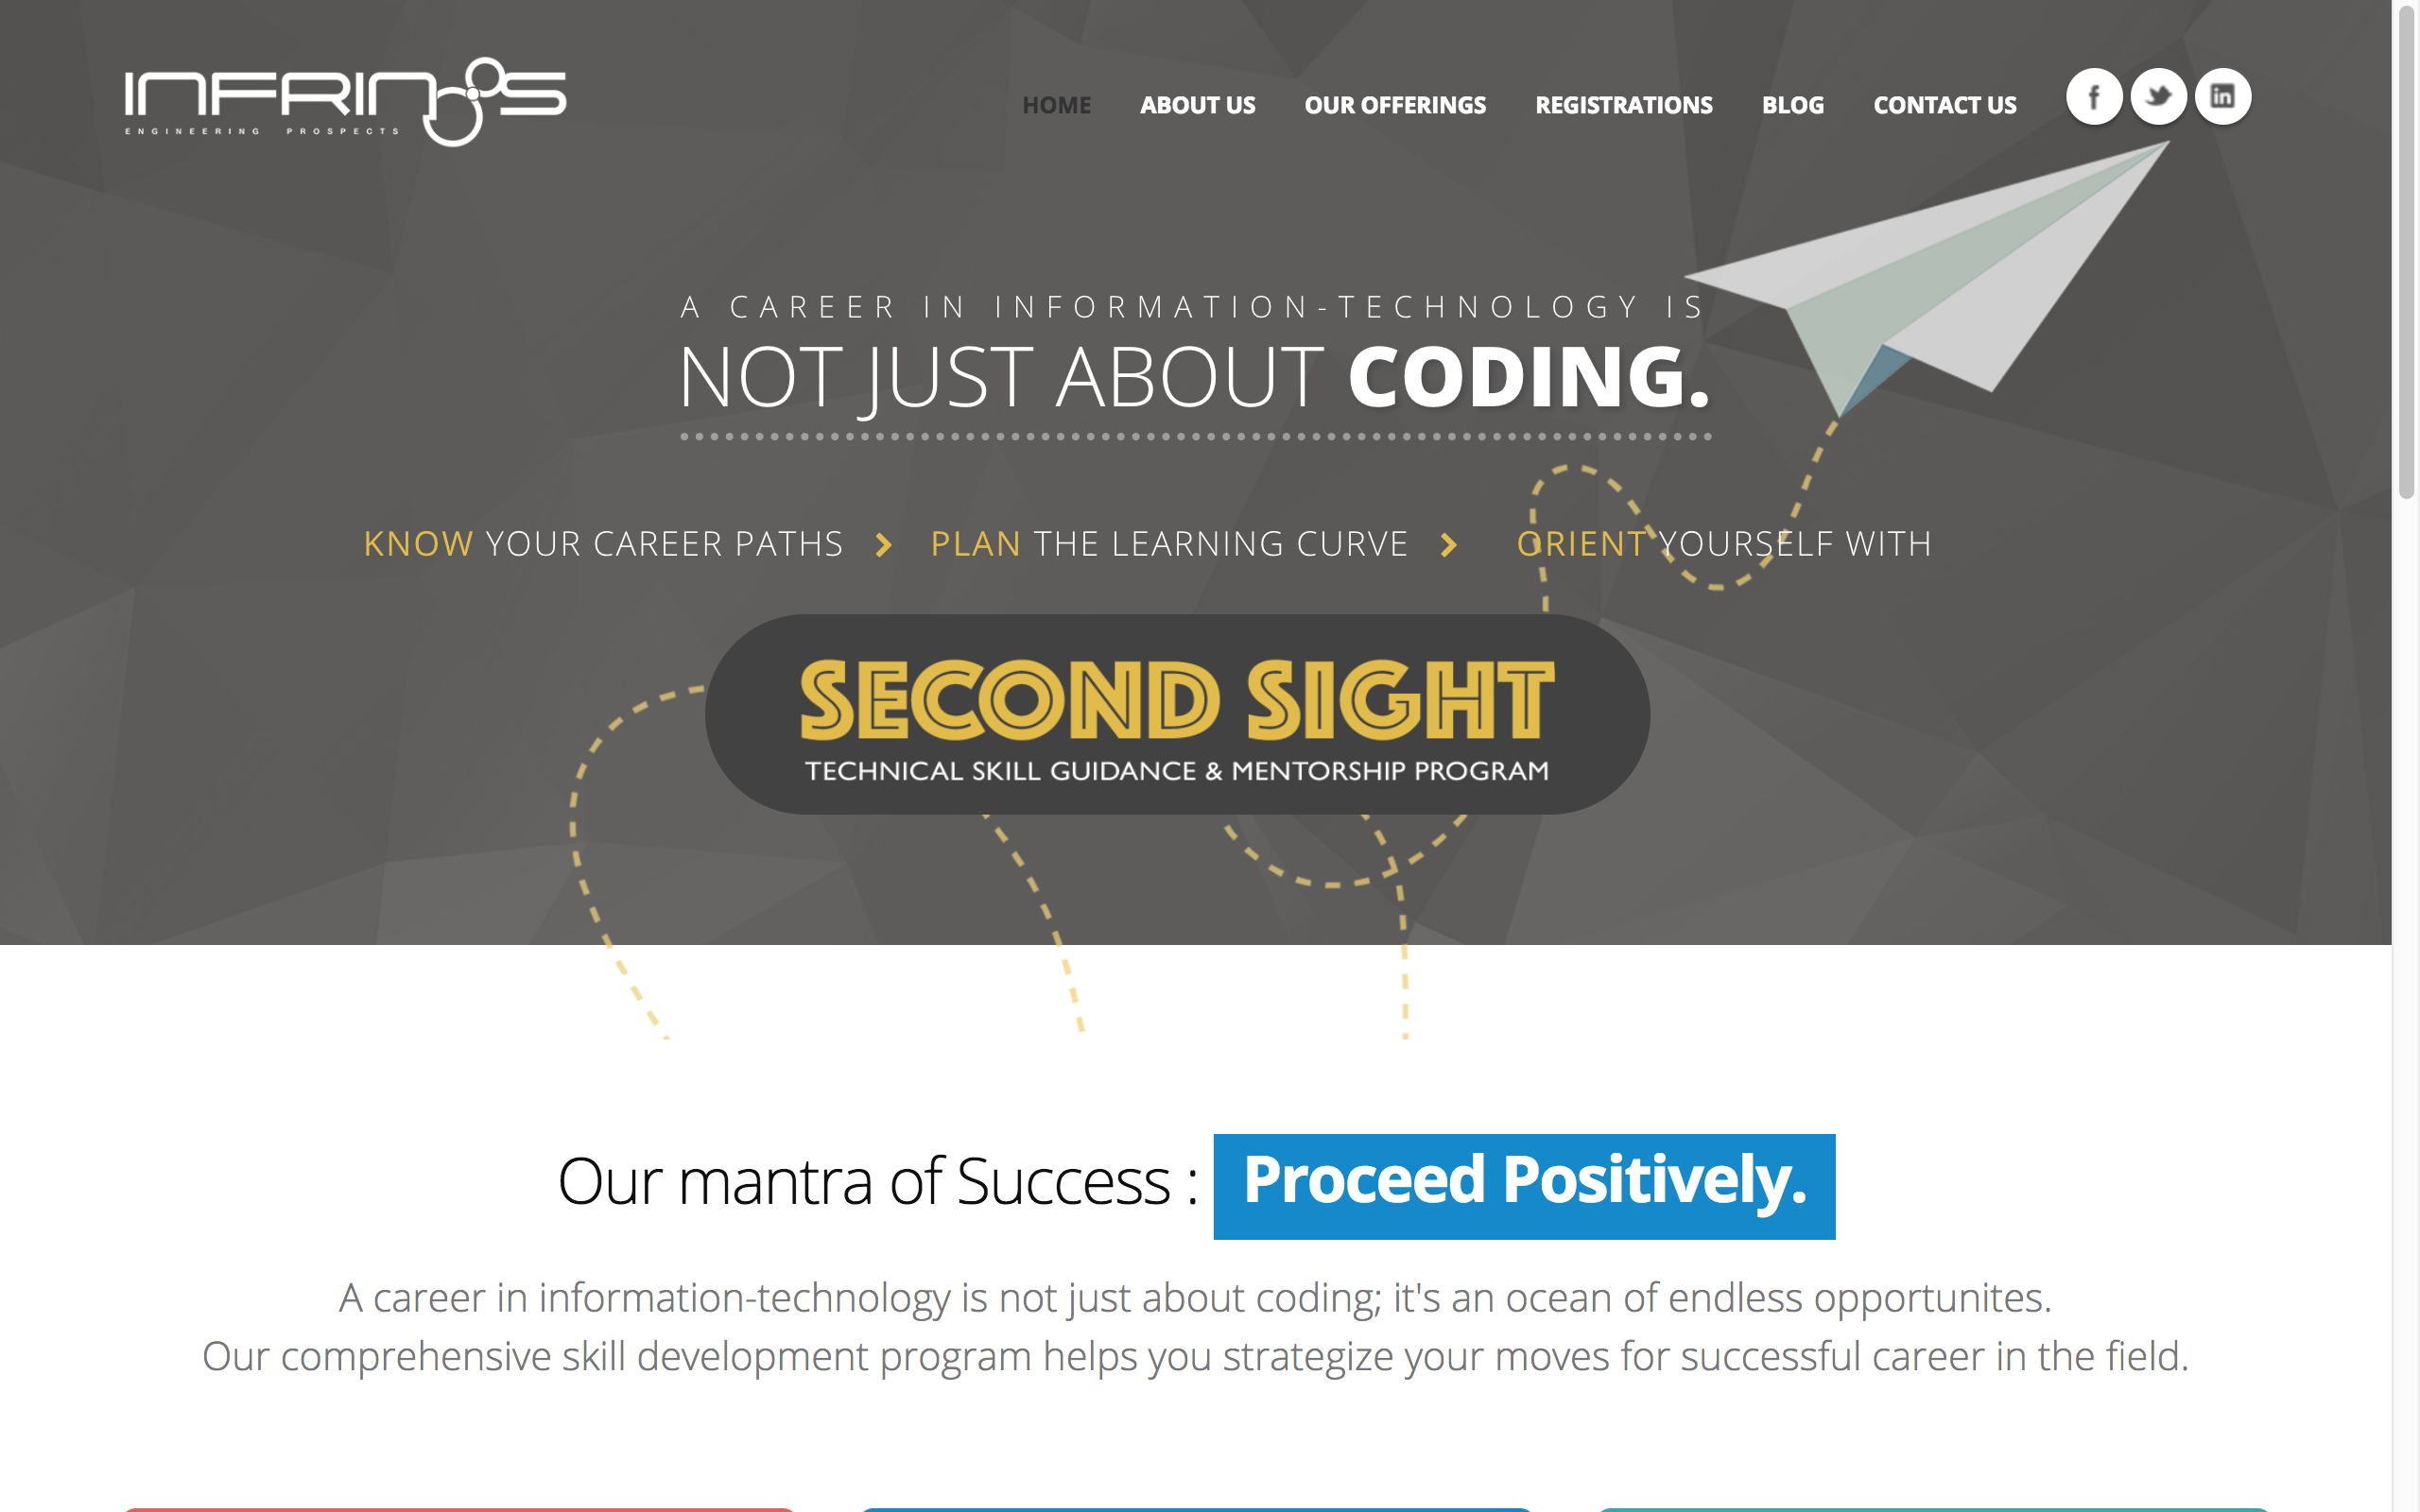 INFRINGOS
ENGINEERING PROSPECTS
HOME
ABOUT US
OUR OFFERINGS
REGISTRATIONS
BLOG
CONTACT US
A CAREER IN INFORMATION-TECHNOLOGY IS
NOT JUST ABOUT CODING.
KNOW YOUR CAREER PATHS
PLAN THE LEARNING CURVE
ORIENT YOURSELF WITH
SECOND SIGHT
TECHNICAL SKILL GUIDANCE & MENTORSHIP PROGRAM
Our mantra of Success : Proceed Positively.
A career in information-technology is not just about coding; it's an ocean of endless opportunites.
Our comprehensive skill development program helps you strategize your moves for successful career in the field.